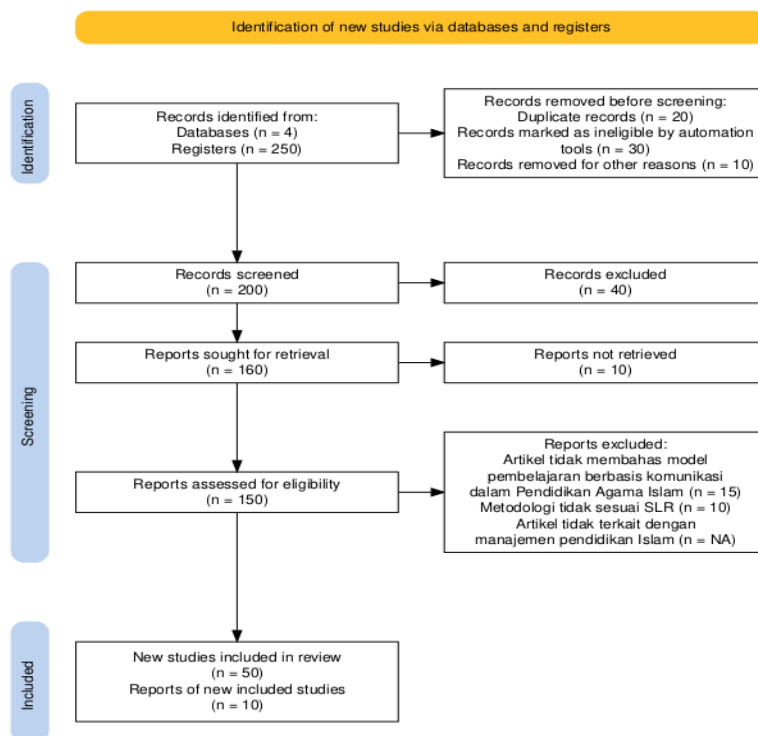 Identification of new studies via databases and registers
Identification
Records identified from:
Databases (n = 4)
Registers (n = 250)
Records removed before screening:
Duplicate records (n = 20)
Records marked as ineligible by automation
tools (n = 30)
Records removed for other reasons (n = 10)
Screening
Records screened
(n = 200)
Records excluded
(n = 40)
Reports sought for retrieval
(n = 160)
Reports not retrieved
(n = 10)
Reports assessed for eligibility
(n = 150)
Reports excluded:
Artikel tidak membahas model
pembelajaran berbasis komunikasi
dalam Pendidikan Agama Islam (n = 15)
Metodologi tidak sesuai SLR (n = 10)
Artikel tidak terkait dengan
manajemen pendidikan Islam (n = NA)
Included
New studies included in review
(n = 50)
Reports of new included studies
(n = 10)